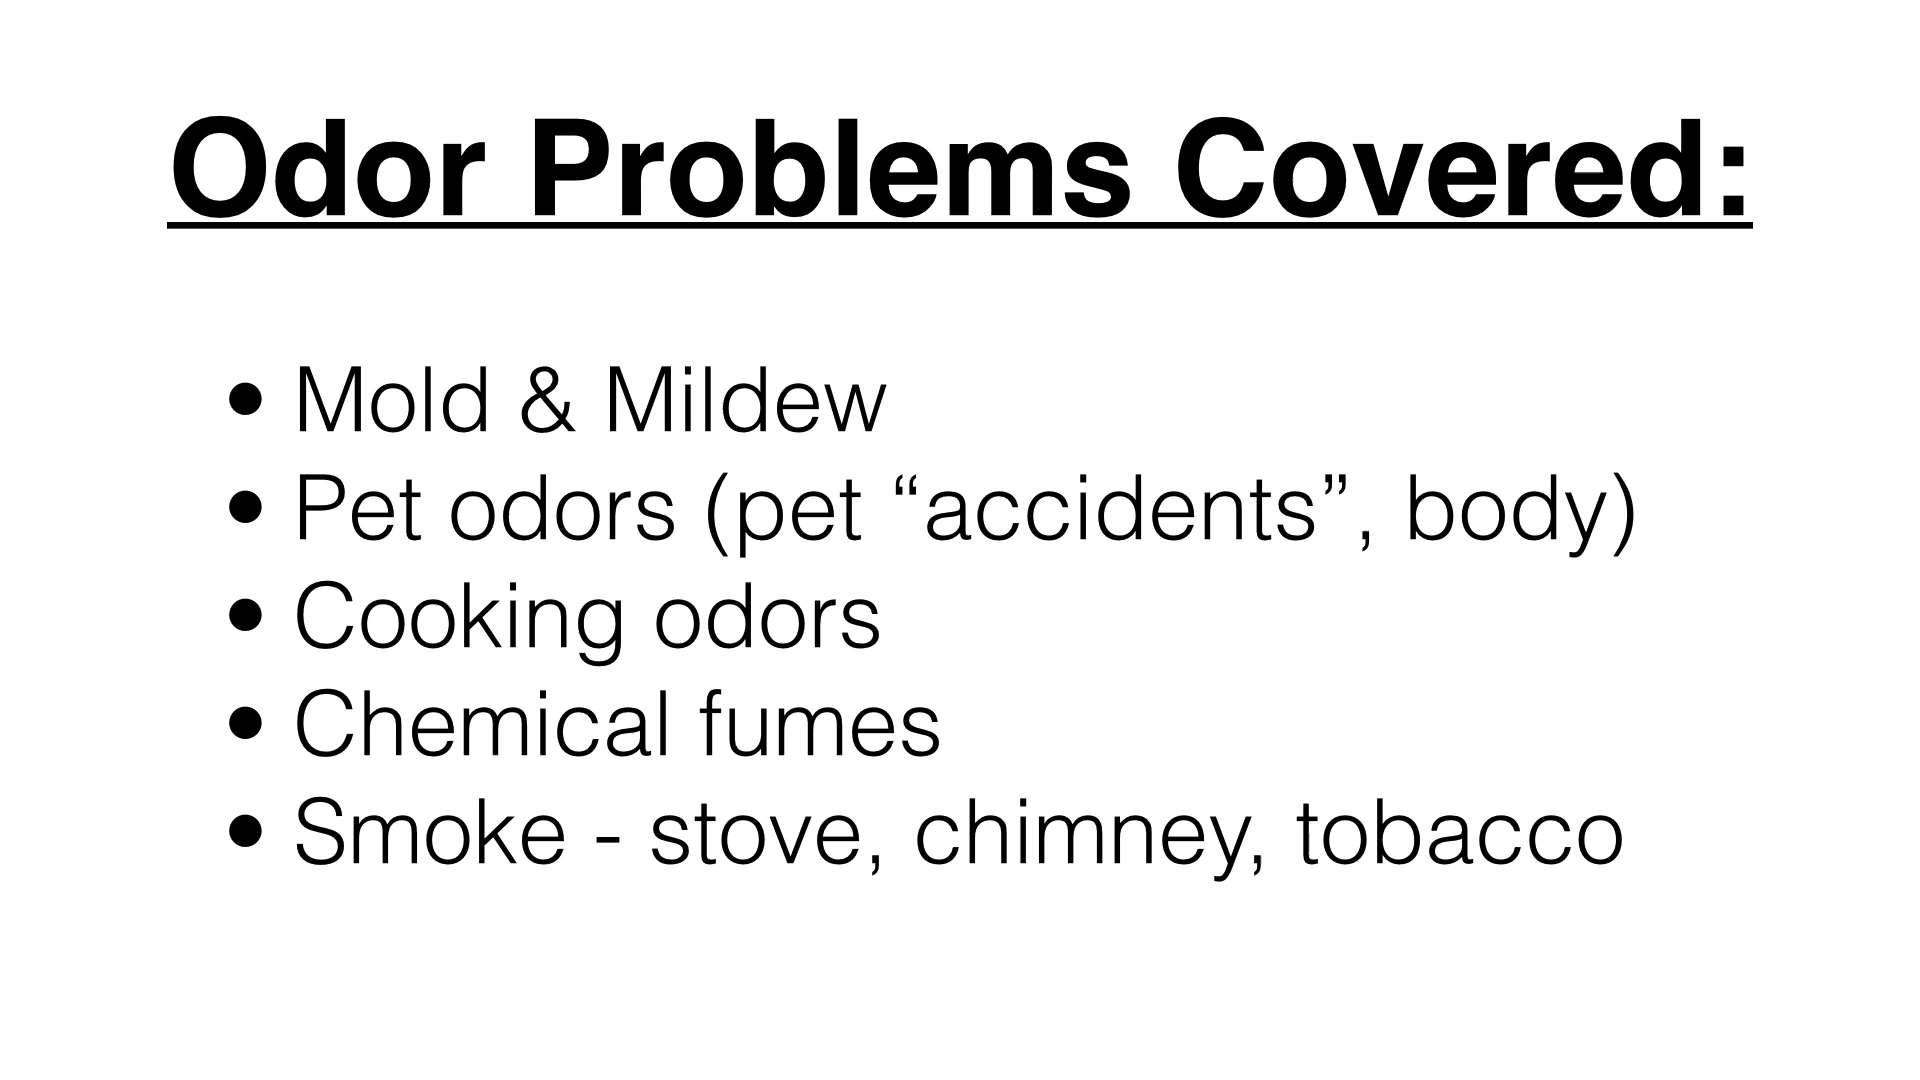 Odor Problems Covered:
• Mold & Mildew
• Pet odors (pet “accidents”, body)
• Cooking odors
• Chemical fumes
• Smoke - stove, chimney, tobacco